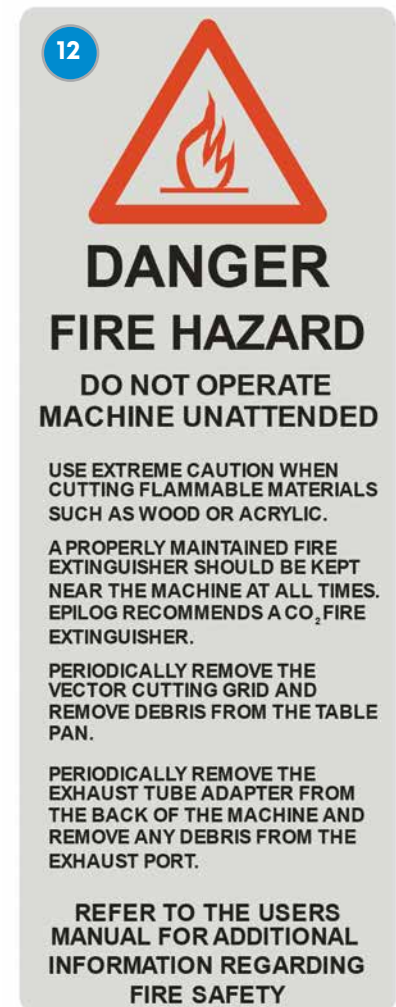 12
DANGER
FIRE HAZARD
DO NOT OPERATE
MACHINE UNATTENDED
USE EXTREME CAUTION WHEN
CUTTING FLAMMABLE MATERIALS
SUCH AS WOOD OR ACRYLIC.
A PROPERLY MAINTAINED FIRE
EXTINGUISHER SHOULD BE KEPT
NEAR THE MACHINE AT ALL TIMES.
EPILOG RECOMMENDS A CO₂ FIRE
EXTINGUISHER.
PERIODICALLY REMOVE THE
VECTOR CUTTING GRID AND
REMOVE DEBRIS FROM THE TABLE
PAN.
PERIODICALLY REMOVE THE
EXHAUST TUBE ADAPTER FROM
THE BACK OF THE MACHINE AND
REMOVE ANY DEBRIS FROM THE
EXHAUST PORT.
REFER TO THE USERS
MANUAL FOR ADDITIONAL
INFORMATION REGARDING
FIRE SAFETY